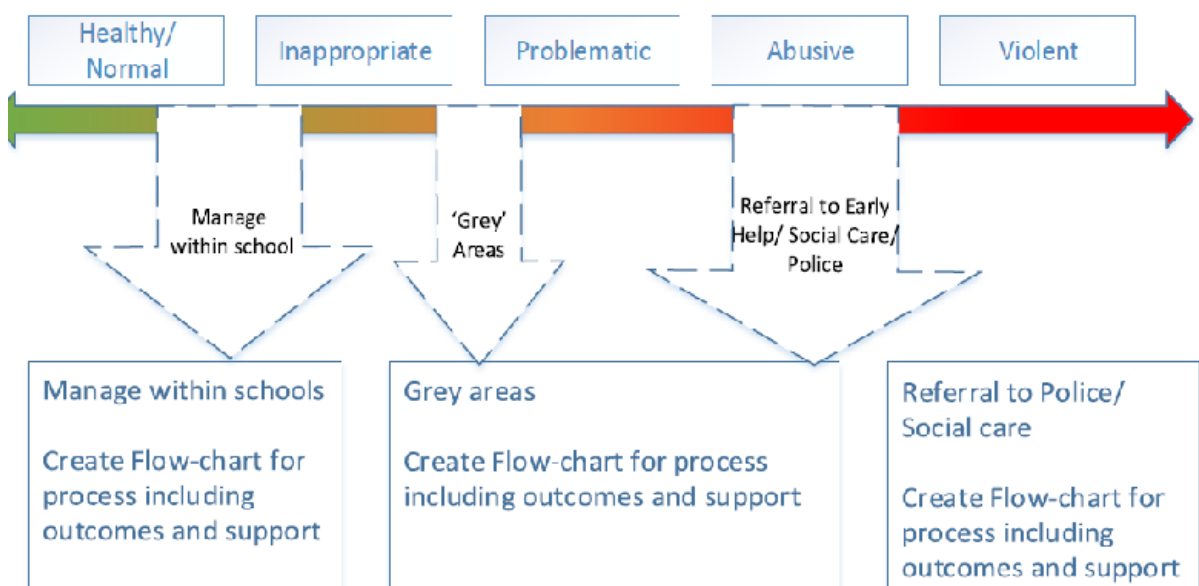 Healthy/
Normal
Inappropriate
Problematic
Abusive
Violent
Manage
within school
‘Grey’
Areas
Referral to Early
Help/ Social Care/
Police
Manage within schools
Create Flow-chart for
process including
outcomes and support
Grey areas
Create Flow-chart for process
including outcomes and support
Referral to Police/
Social care
Create Flow-chart for
process including
outcomes and support